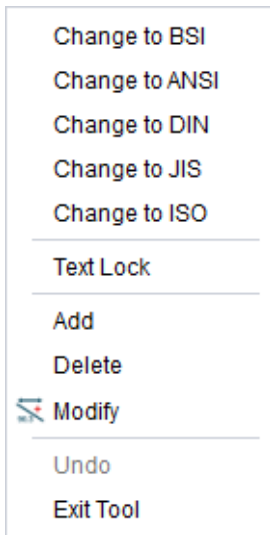 Change to BSI
Change to ANSI
Change to DIN
Change to JIS
Change to ISO
Text Lock
Add
Delete
Modify
Undo
Exit Tool